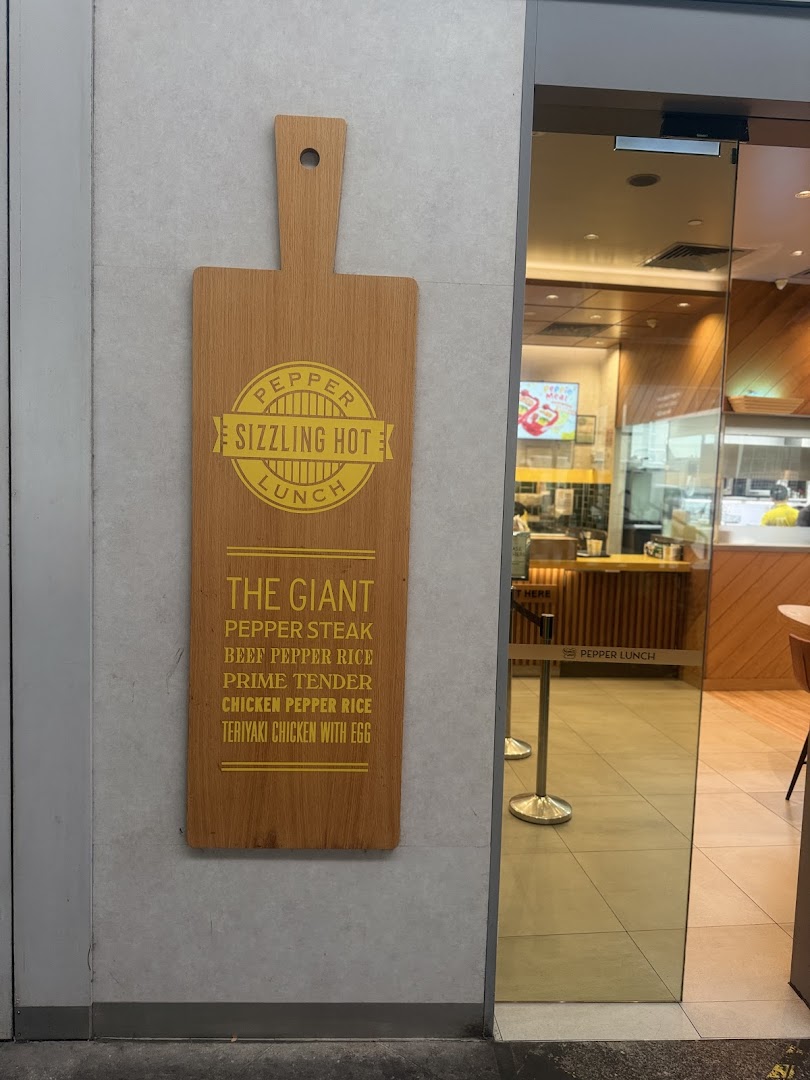 PEPPER
SIZZLING HOT
LUNCH
THE GIANT
PEPPER STEAK
BEEF PEPPER RICE
PRIME TENDER
CHICKEN PEPPER RICE
TERIYAKI CHICKEN WITH EGG
HERE
PEPPER LUNCH